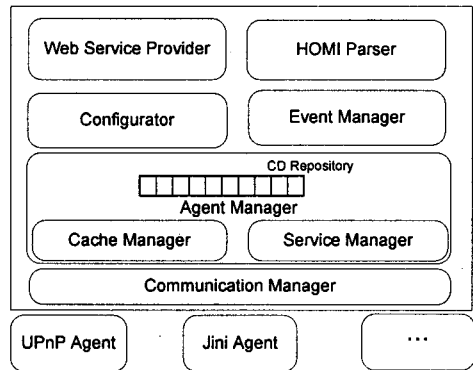 Web Service Provider
HOMI Parser
Configurator
Event Manager
CD Repository
Agent Manager
Cache Manager
Service Manager
Communication Manager
UPnP Agent
Jini Agent
...